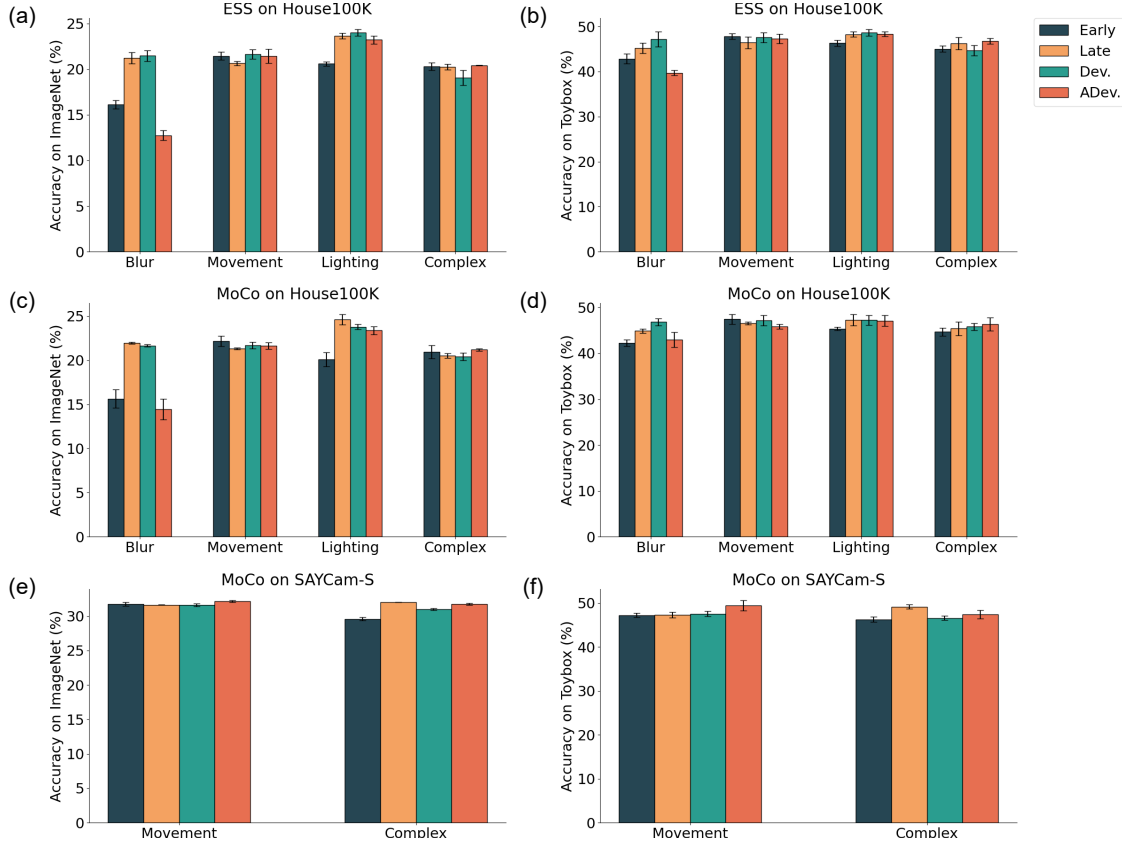 (a)
ESS on House100K
Accuracy on ImageNet (%)
25
20
15
10
5
0
Blur
Movement
Lighting
Complex
(b)
ESS on House100K
Accuracy on Toybox (%)
50
40
30
20
10
0
Blur
Movement
Lighting
Complex
Early
Late
Dev.
ADev.
(c)
MoCo on House100K
Accuracy on ImageNet (%)
25
20
15
10
5
0
Blur
Movement
Lighting
Complex
(d)
MoCo on House100K
Accuracy on Toybox (%)
50
40
30
20
10
0
Blur
Movement
Lighting
Complex
(e)
MoCo on SAYCam-S
Accuracy on ImageNet (%)
30
25
20
15
10
5
0
Movement
Complex
(f)
MoCo on SAYCam-S
Accuracy on Toybox (%)
50
40
30
20
10
0
Movement
Complex